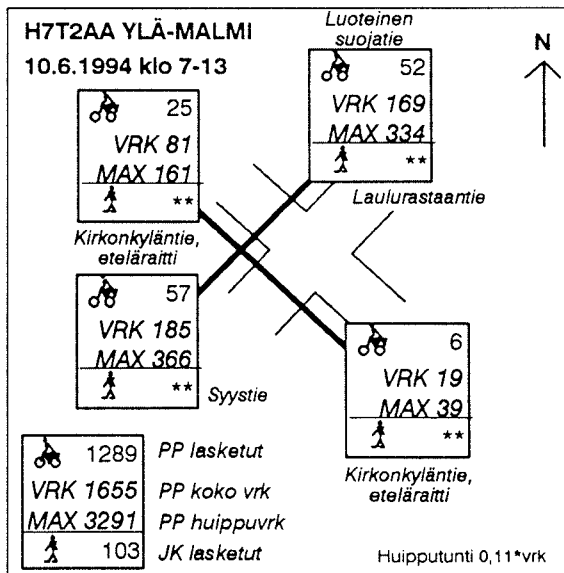 H7T2AA YLÄ-MALMI
10.6.1994 klo 7-13
Luoteinen
suojatie
N
52
VRK 169
MAX 334
**
Laulurastaantie
25
VRK 81
MAX 161
**
Kirkonkyläntie,
eteläraitti
57
VRK 185
MAX 366
**
Syystie
6
VRK 19
MAX 39
**
Kirkonkyläntie,
eteläraitti
1289 PP lasketut
VRK 1655 PP koko vrk
MAX 3291 PP huippuvrk
103 JK lasketut
Huipputunti 0,11*vrk